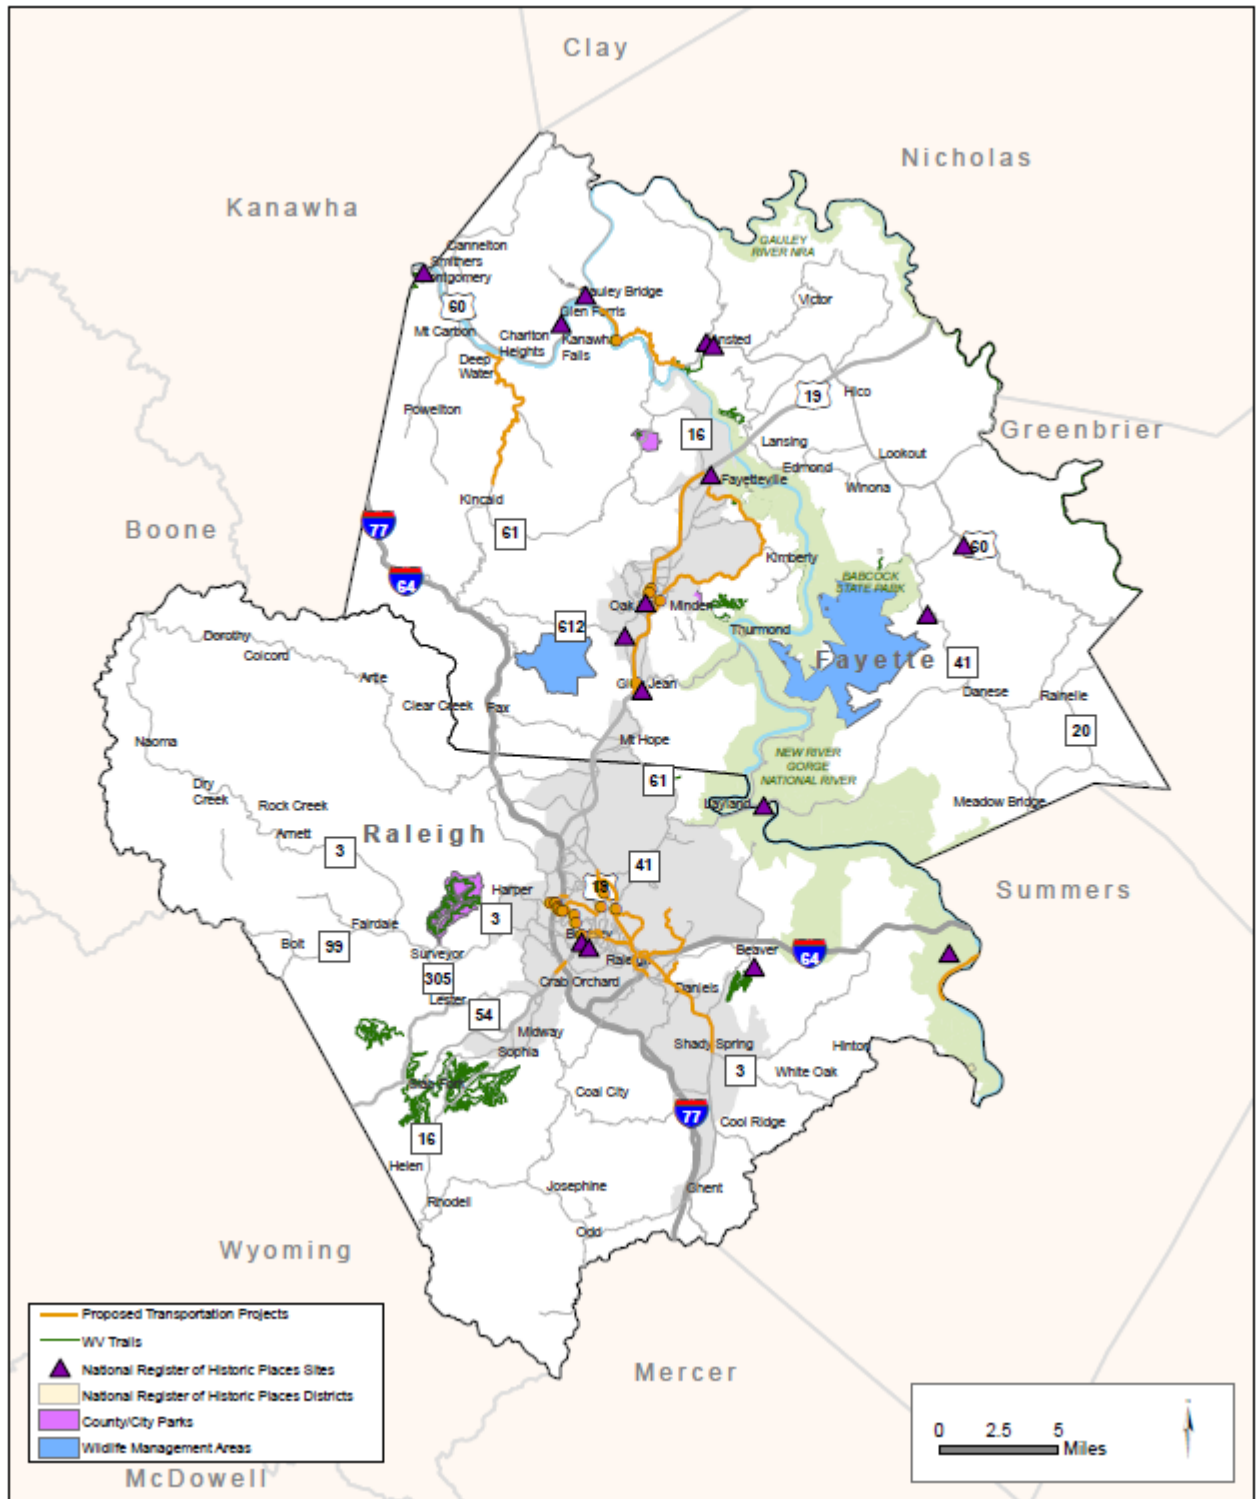 Clay
Nicholas
Kanawha
Cannelton
Smithers
GAULEY
RIVER NRA
Victor
60
Mt Carbon
Charlton
Heights
Kanawha
Falls
Deep
Water
19
Hico
Powellton
16
Lansing
Greenbrier
Lookout
Edmond
Fayetteville
Winona
Kincaid
77
61
Boone
60
Kimberly
64
BABCOCK
STATE PARK
Minden
612
Thurmond
Dorothy
Colcord
Fayette
41
Artie
Danese
Rainelle
Clear Creek
Pax
20
Naoma
Mt Hope
NEW RIVER
GORGE
NATIONAL RIVER
61
Dry
Creek
Rock Creek
Layland
Meadow Bridge
Arnett
Raleigh
3
41
19
Summers
Harper
3
Fairdale
Bolt
99
Surveyor
Raleigh
Beaver
64
305
Crab Orchard
Daniels
Lester
54
Midway
Shady Spring
Hinton
Sophia
3
White Oak
Coal City
77
Cool Ridge
16
Helen
Josephine
Ghent
Rhodell
Odd
Wyoming
Proposed Transportation Projects
WV Trails
National Register of Historic Places Sites
National Register of Historic Places Districts
County/City Parks
Wildlife Management Areas
Mercer
0 2.5 5
Miles
McDowell